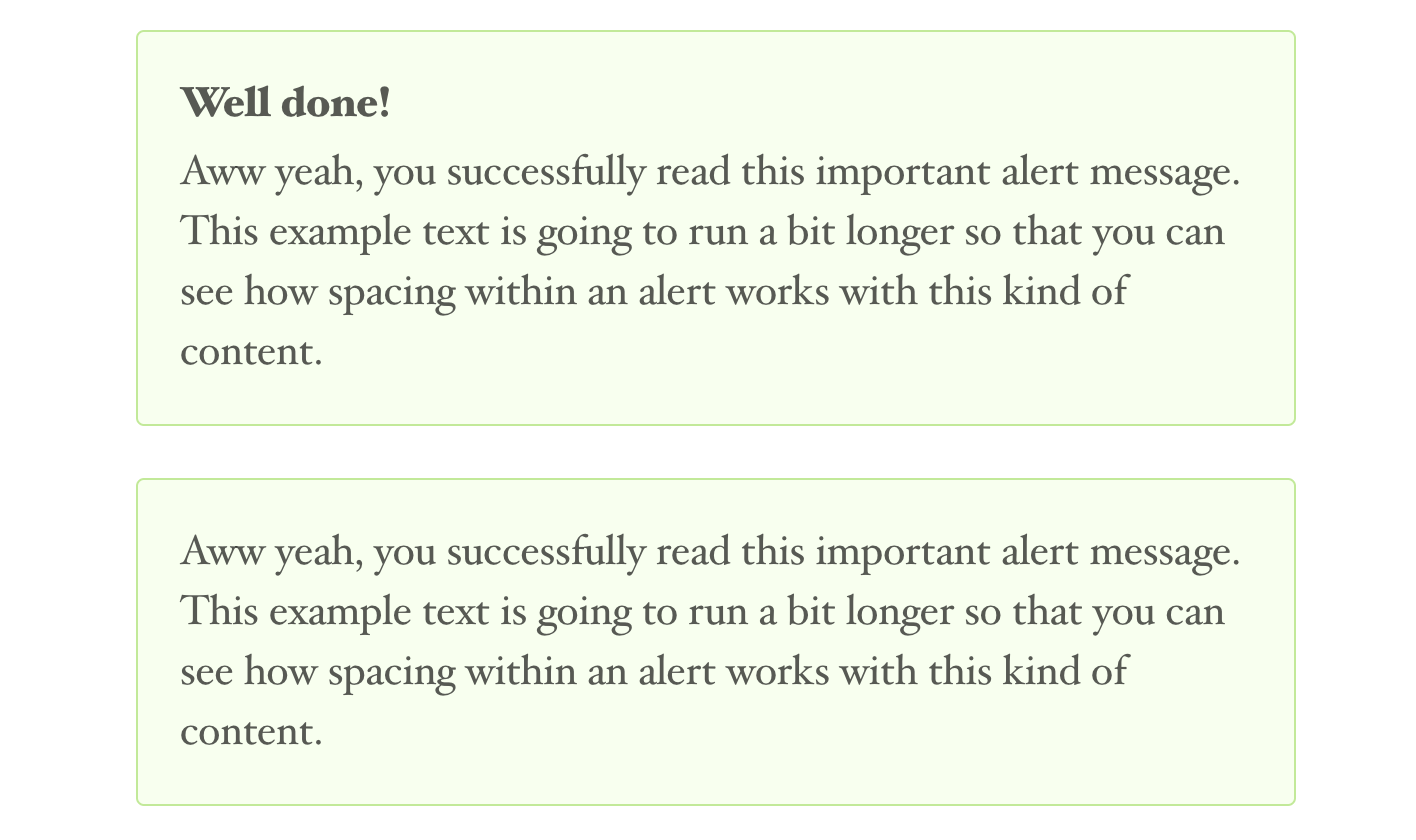 Well done!
Aww yeah, you successfully read this important alert message.
This example text is going to run a bit longer so that you can
see how spacing within an alert works with this kind of
content.
Aww yeah, you successfully read this important alert message.
This example text is going to run a bit longer so that you can
see how spacing within an alert works with this kind of
content.